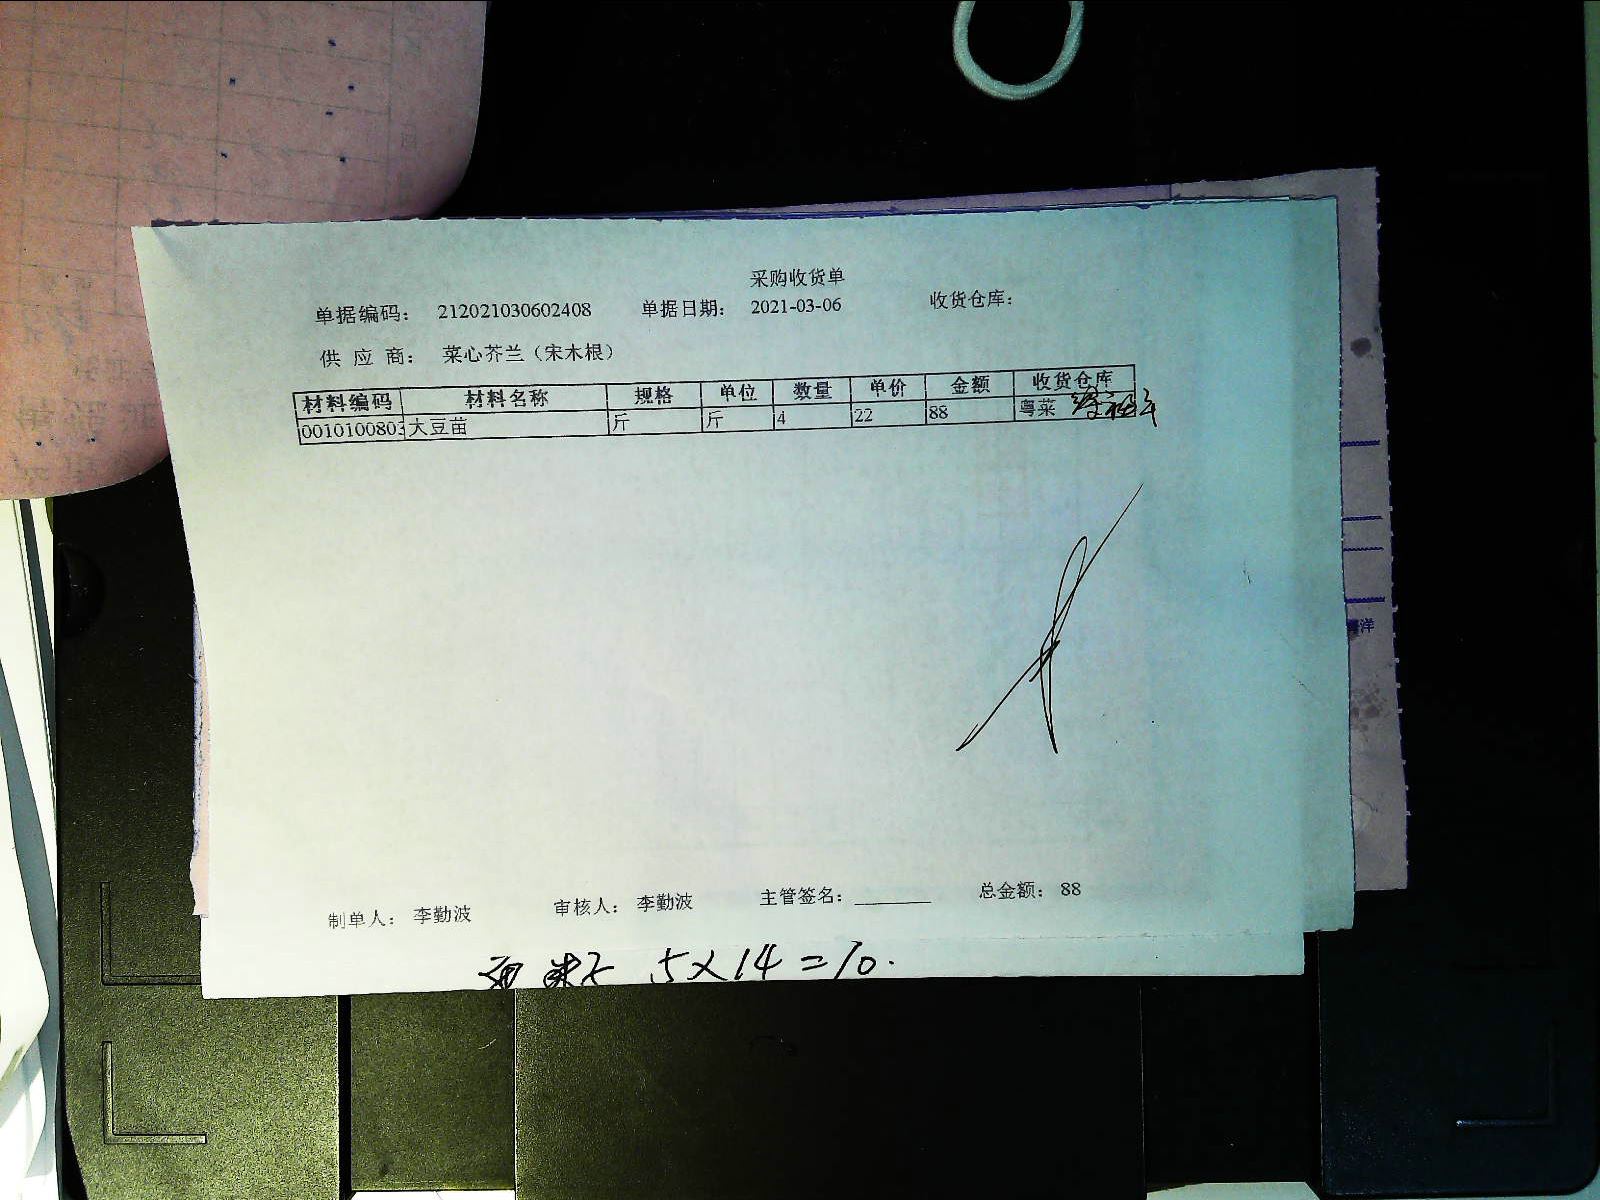 采购收货单
单据编码： 212021030602408 单据日期： 2021-03-06 收货仓库：
供 应 商： 菜心芥兰（宋木根）
材料编码 材料名称 规格 单位 数量 单价 金额 收货仓库
0010100803 大豆苗 斤 斤 4 22 88 粤菜
制单人： 李勤波 审核人： 李勤波 主管签名： 总金额： 88
5×14=70.